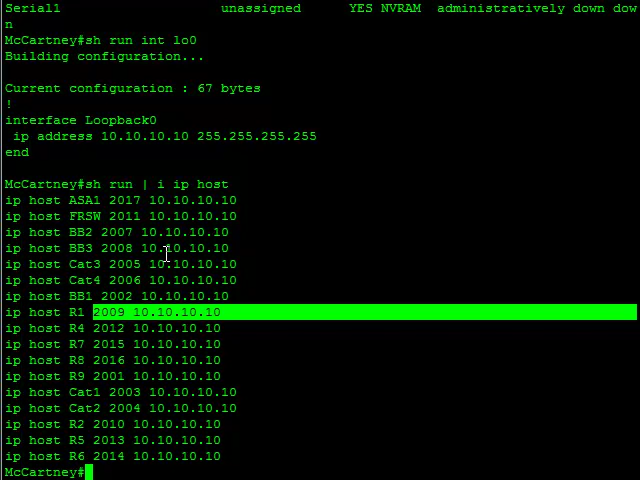 Serial1                    unassigned      YES NVRAM  administratively down dow
n
McCartney#sh run int lo0
Building configuration...

Current configuration : 67 bytes
!
interface Loopback0
 ip address 10.10.10.10 255.255.255.255
end

McCartney#sh run | i ip host
ip host ASA1 2017 10.10.10.10
ip host FRSW 2011 10.10.10.10
ip host BB2 2007 10.10.10.10
ip host BB3 2008 10.10.10.10
ip host Cat3 2005 10.10.10.10
ip host Cat4 2006 10.10.10.10
ip host BB1 2002 10.10.10.10
ip host R1 2009 10.10.10.10
ip host R4 2012 10.10.10.10
ip host R7 2015 10.10.10.10
ip host R8 2016 10.10.10.10
ip host R9 2001 10.10.10.10
ip host Cat1 2003 10.10.10.10
ip host Cat2 2004 10.10.10.10
ip host R2 2010 10.10.10.10
ip host R5 2013 10.10.10.10
ip host R6 2014 10.10.10.10
McCartney#